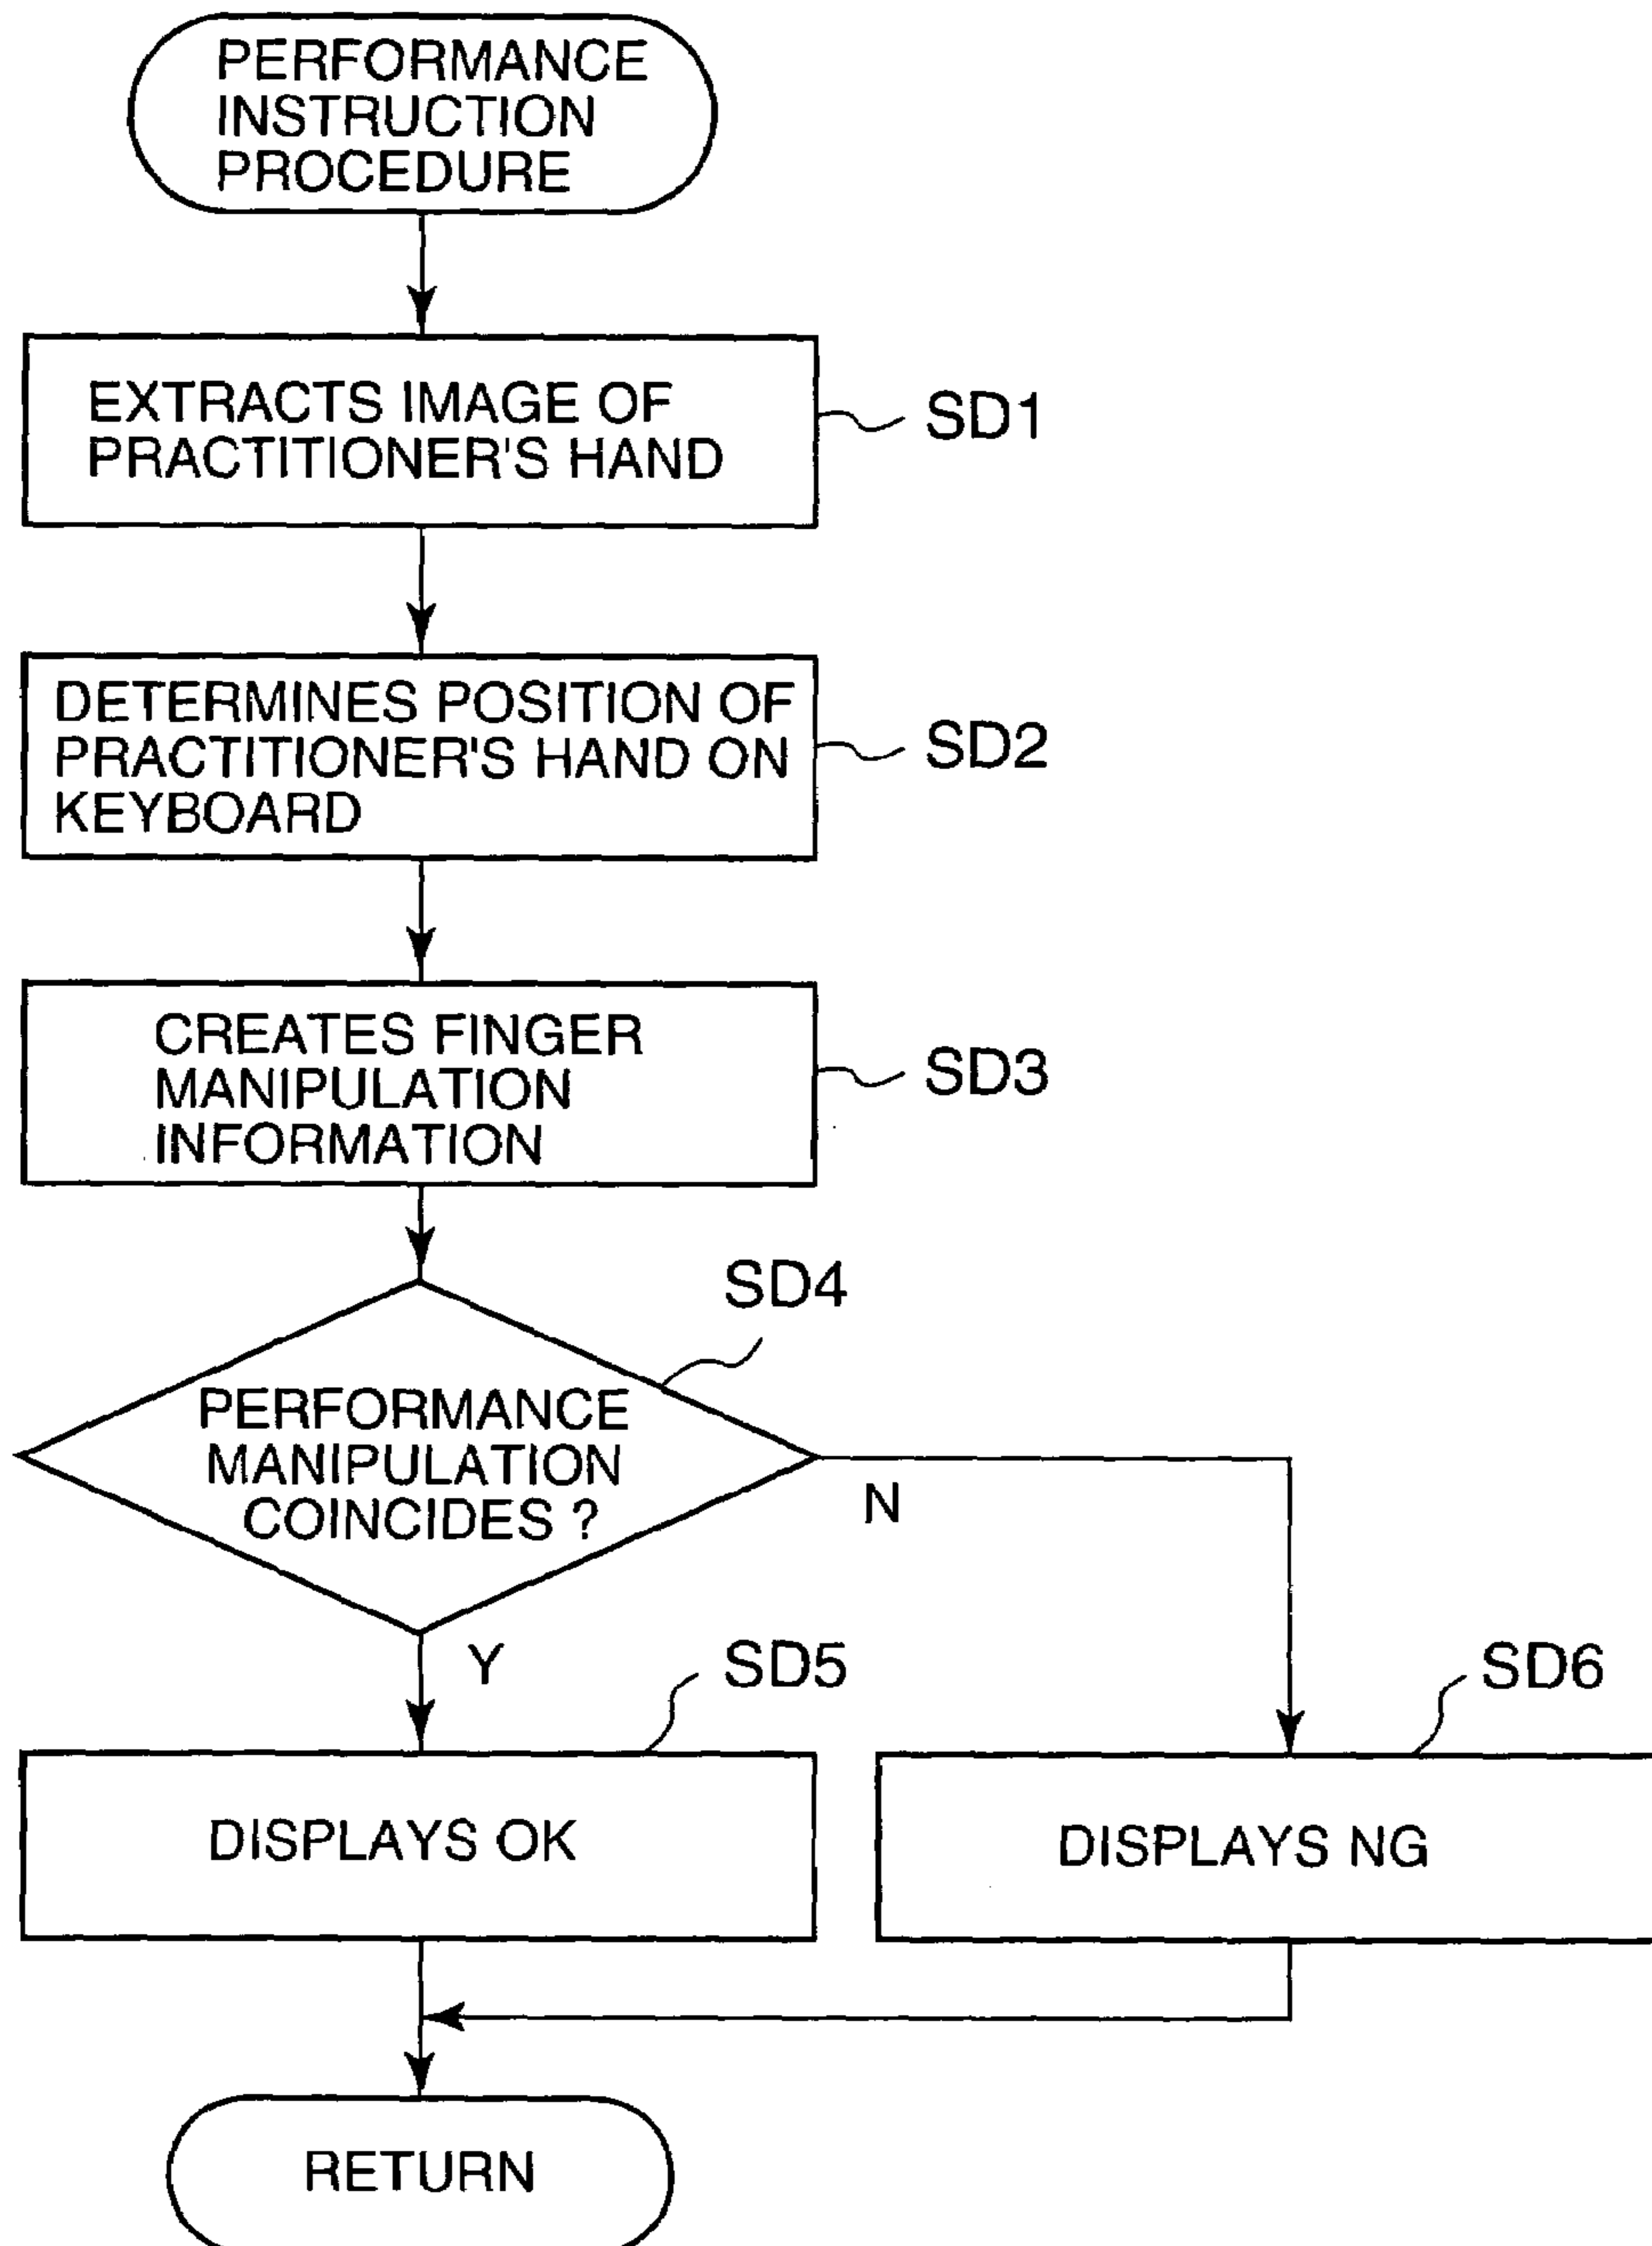 PERFORMANCE
INSTRUCTION
PROCEDURE
EXTRACTS IMAGE OF
PRACTITIONER'S HAND
SD1
DETERMINES POSITION OF
PRACTITIONER'S HAND ON
KEYBOARD
SD2
CREATES FINGER
MANIPULATION
INFORMATION
SD3
SD4
PERFORMANCE
MANIPULATION
COINCIDES ?
N
Y
SD5
SD6
DISPLAYS OK
DISPLAYS NG
RETURN